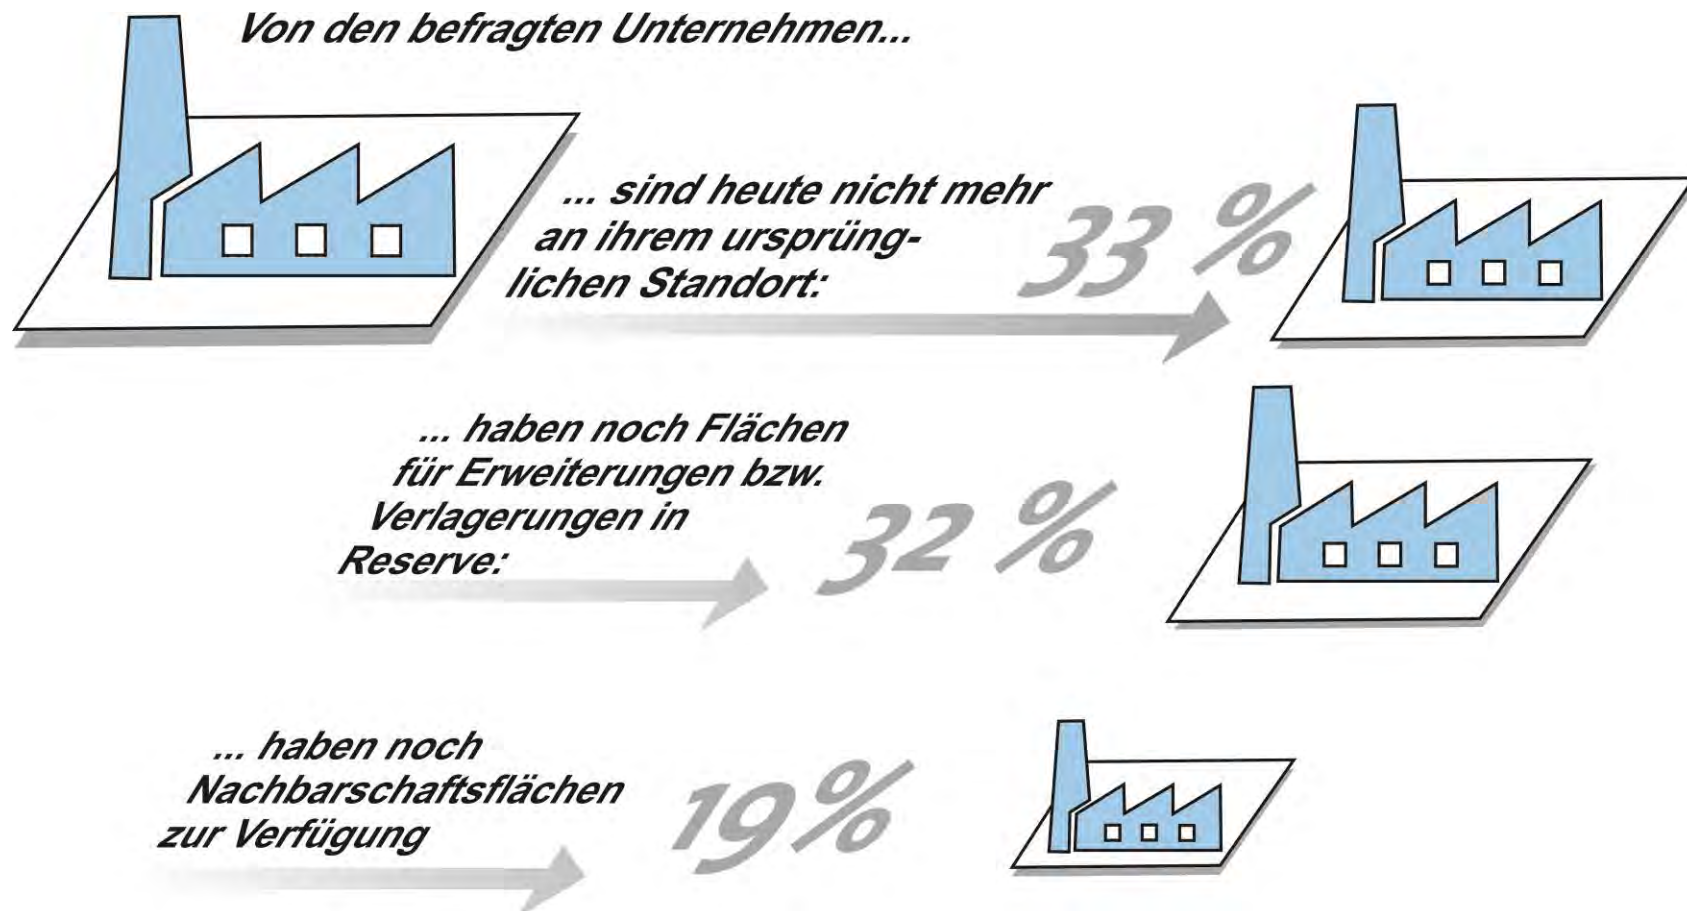 Von den befragten Unternehmen...
... sind heute nicht mehr
an ihrem ursprüng-
lichen Standort:
33 %
... haben noch Flächen
für Erweiterungen bzw.
Verlagerungen in
Reserve:
32 %
... haben noch
Nachbarschaftsflächen
zur Verfügung
19%